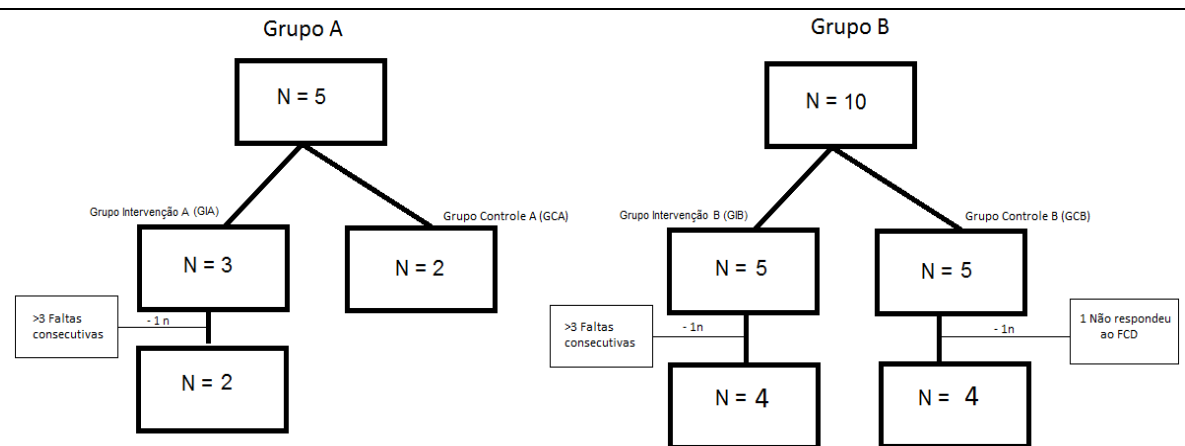 Grupo A
N = 5
Grupo Intervenção A (GIA)
Grupo Controle A (GCA)
N = 3
N = 2
>3 Faltas
consecutivas
- 1 n
N = 2
Grupo B
N = 10
Grupo Intervenção B (GIB)
Grupo Controle B (GCB)
N = 5
N = 5
>3 Faltas
consecutivas
- 1n
- 1n
1 Não respondeu
ao FCD
N = 4
N = 4